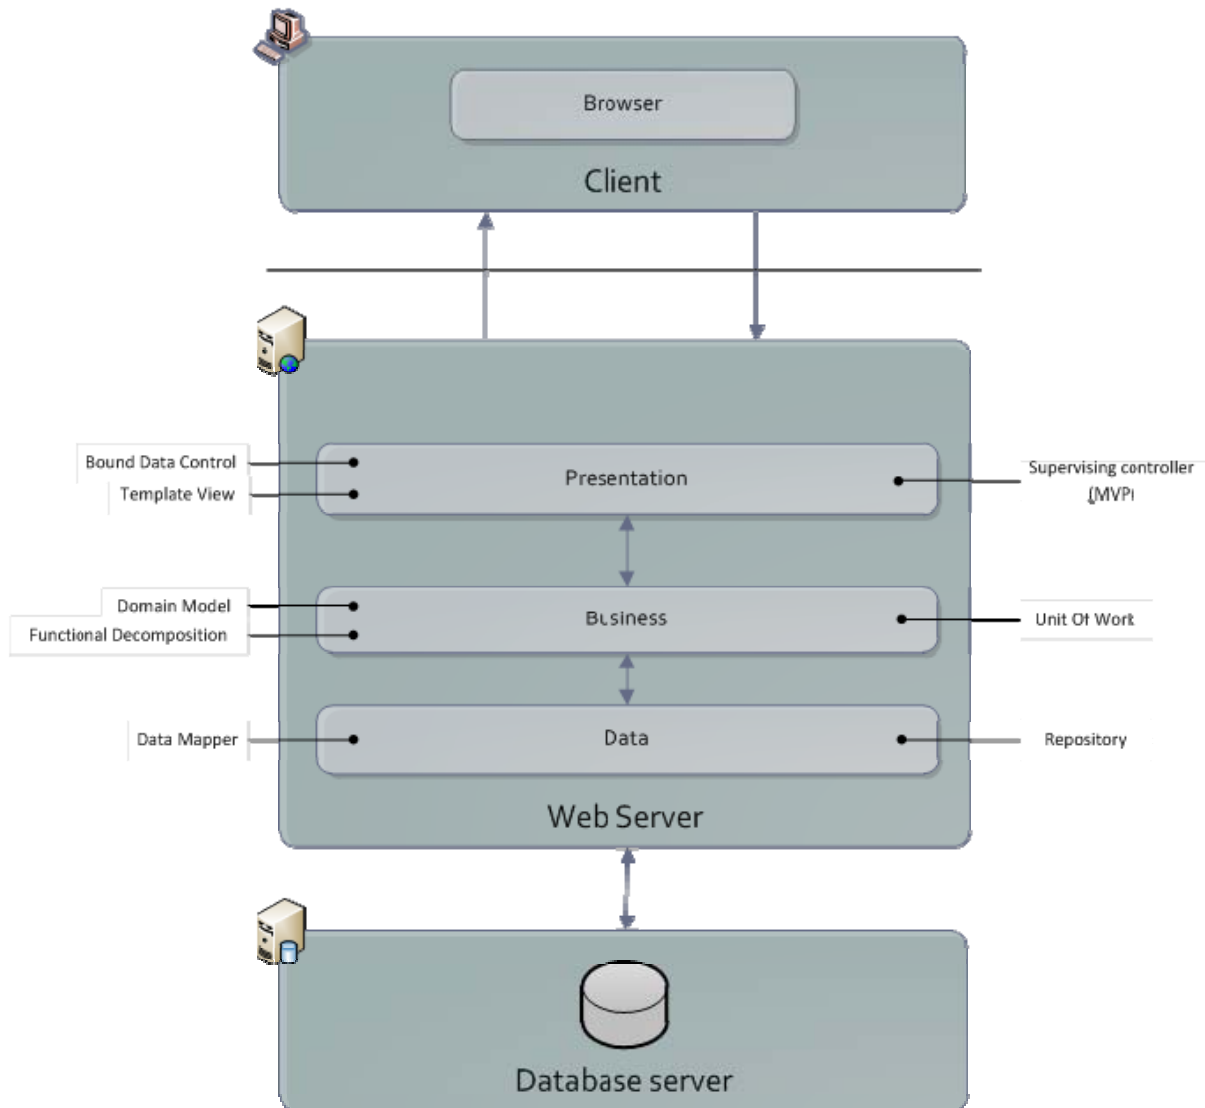 Browser
Client
Bound Data Control
Template View
Presentation
Supervising controller
(MVP)
Domain Model
Functional Decomposition
Business
Unit Of Work
Data Mapper
Data
Repository
Web Server
Database server